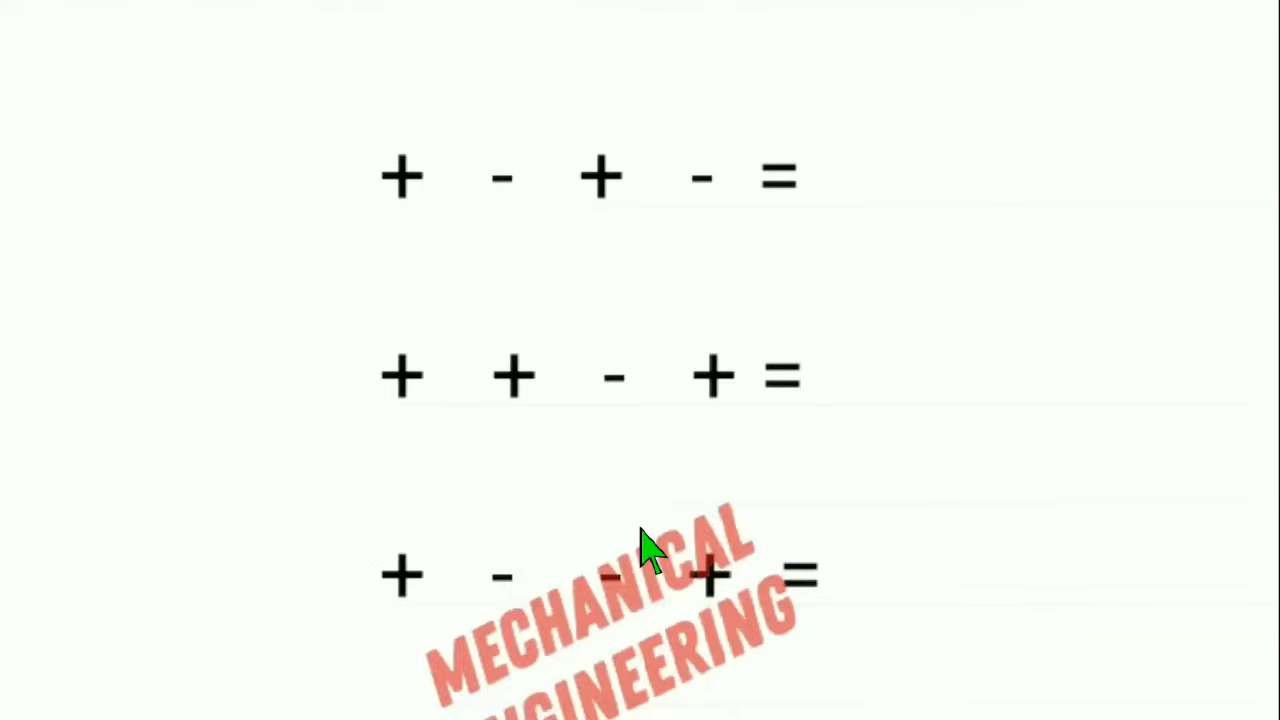 + - + - =
+ + - + =
+ - - + =
MECHANICAL